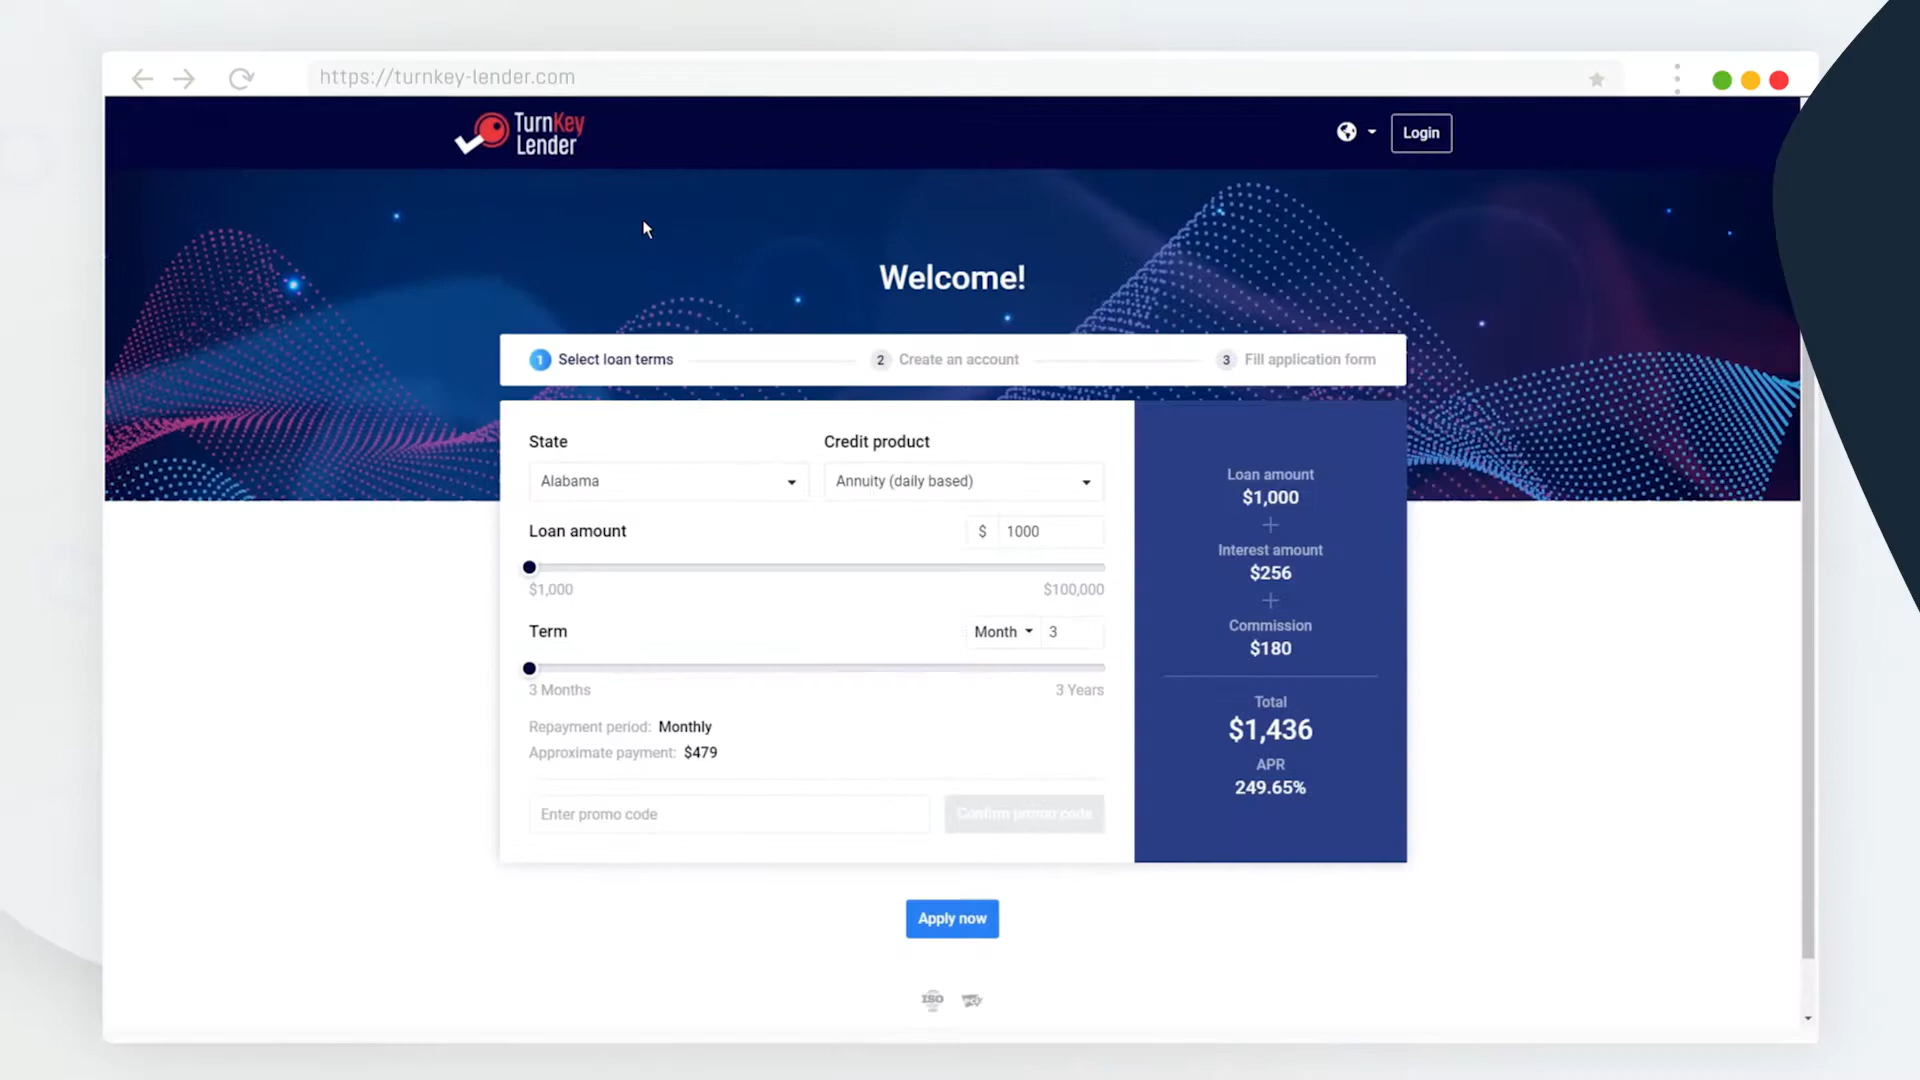 https://turnkey-lender.com
TurnKey
Lender
Login
Welcome!
1 Select loan terms
2 Create an account
3 Fill application form
State
Credit product
Alabama
Annuity (daily based)
Loan amount
$ 1000
$1,000
$100,000
Term
Month 3
3 Months
3 Years
Repayment period: Monthly
Approximate payment: $479
Enter promo code
Confirm promo code
Loan amount
$1,000
+
Interest amount
$256
+
Commission
$180
Total
$1,436
APR
249.65%
Apply now
ISO